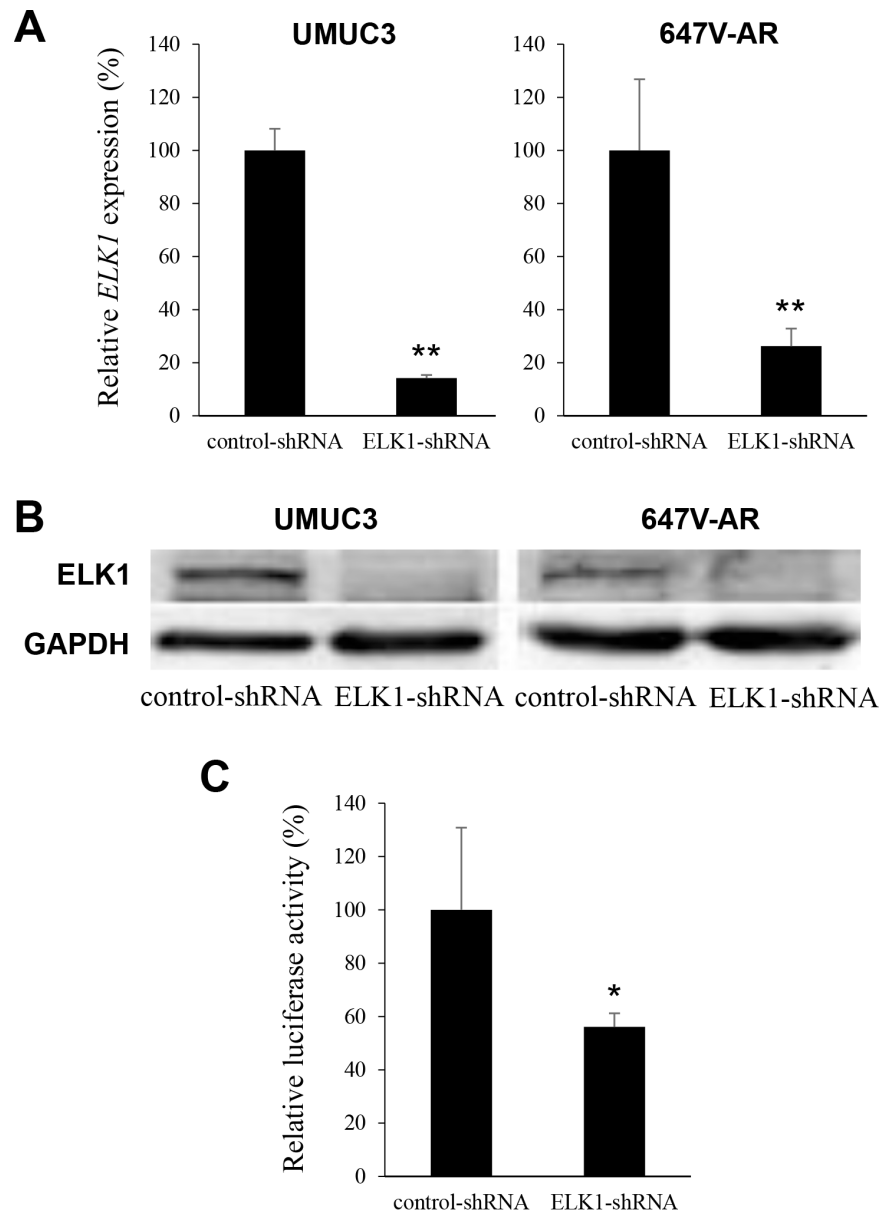 A
UMUC3
647V-AR
Relative ELK1 expression (%)
140
120
100
80
60
40
20
0
140
120
100
80
60
40
20
0
**
**
control-shRNA ELK1-shRNA
control-shRNA ELK1-shRNA
B
UMUC3
647V-AR
ELK1
GAPDH
control-shRNA ELK1-shRNA control-shRNA ELK1-shRNA
C
Relative luciferase activity (%)
140
120
100
80
60
40
20
0
*
control-shRNA ELK1-shRNA